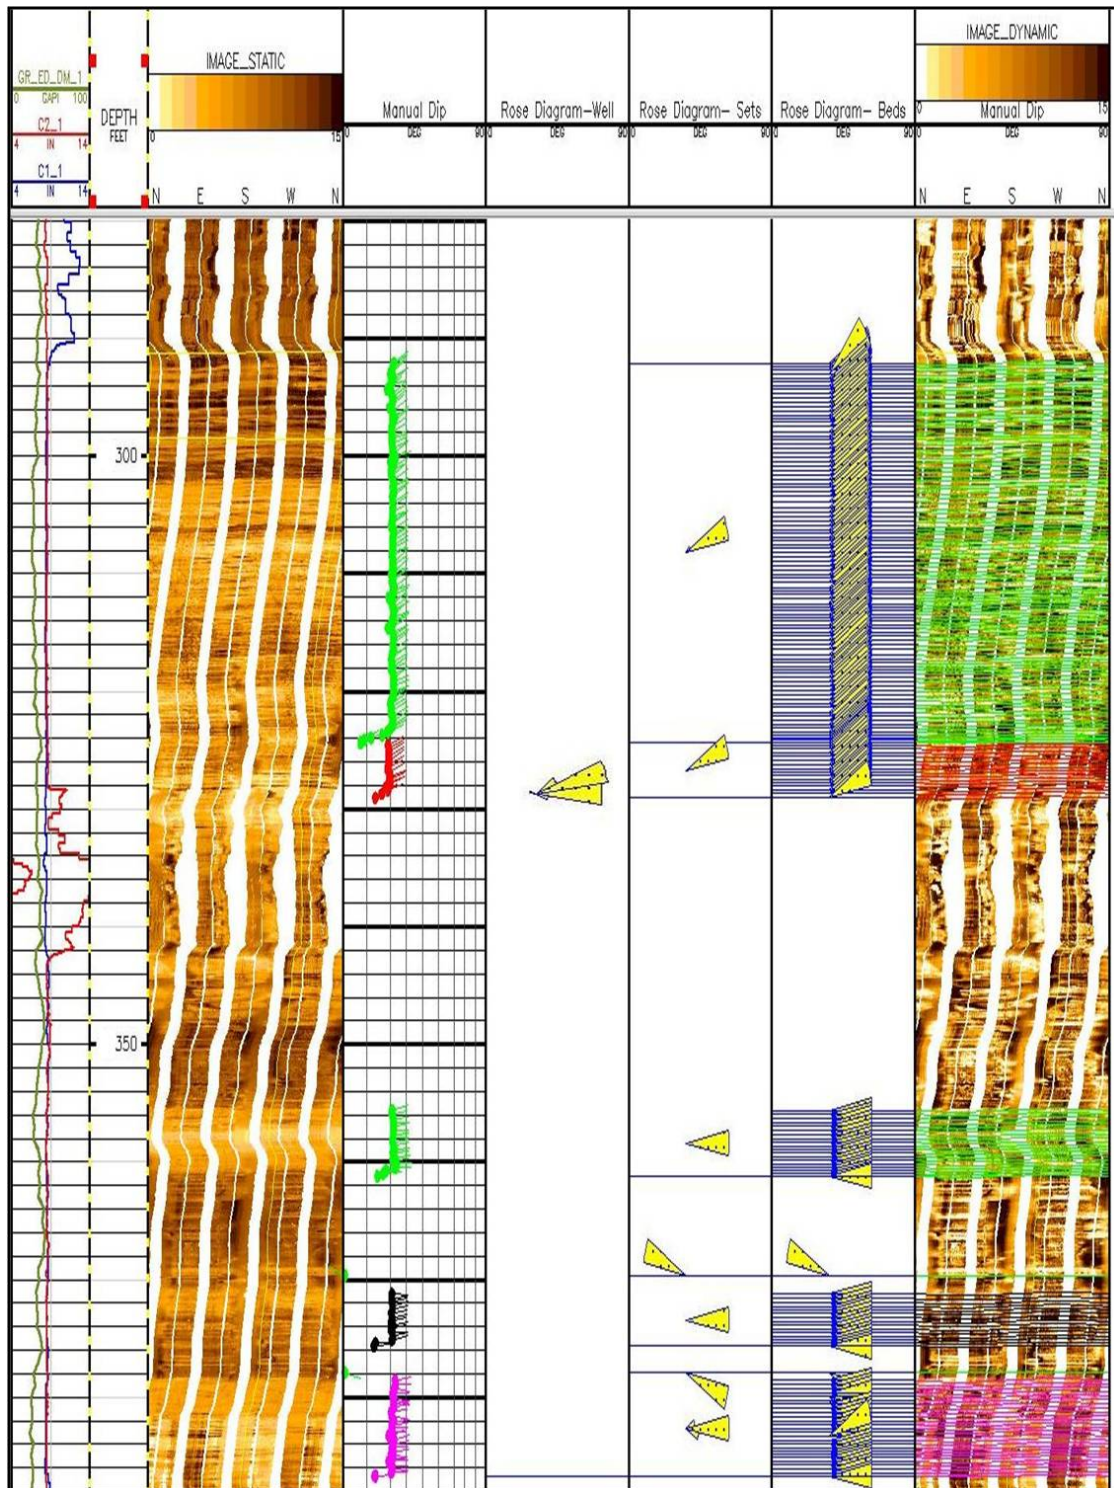 IMAGE_STATIC
IMAGE_DYNAMIC
GR_ED_DM_1
0 GAPI 100
C2_1
4 IN 14
C1_1
4 IN 14
DEPTH
FEET
0 15
N E S W N
Manual Dip
0 DEG 90
Rose Diagram-Well
0 DEG 90
Rose Diagram- Sets
0 DEG 90
Rose Diagram- Beds
0 DEG 90
0 15
Manual Dip
0 DEG 90
N E S W N
300
350